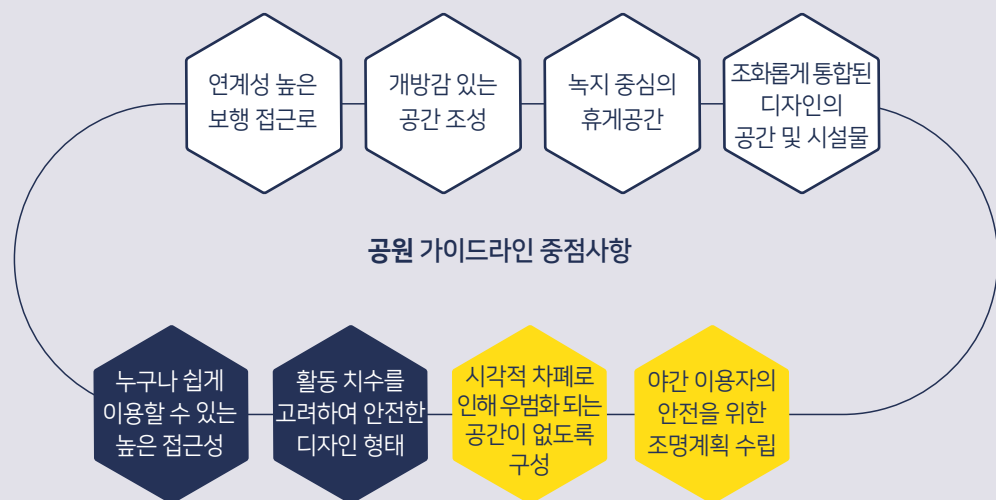 연계성 높은
보행 접근로
개방감 있는
공간 조성
녹지 중심의
휴게공간
조화롭게 통합된
디자인의
공간 및 시설물
공원 가이드라인 중점사항
누구나 쉽게
이용할 수 있는
높은 접근성
활동 치수를
고려하여 안전한
디자인 형태
시각적 차폐로
인해 우범화 되는
공간이 없도록
구성
야간 이용자의
안전을 위한
조명계획 수립